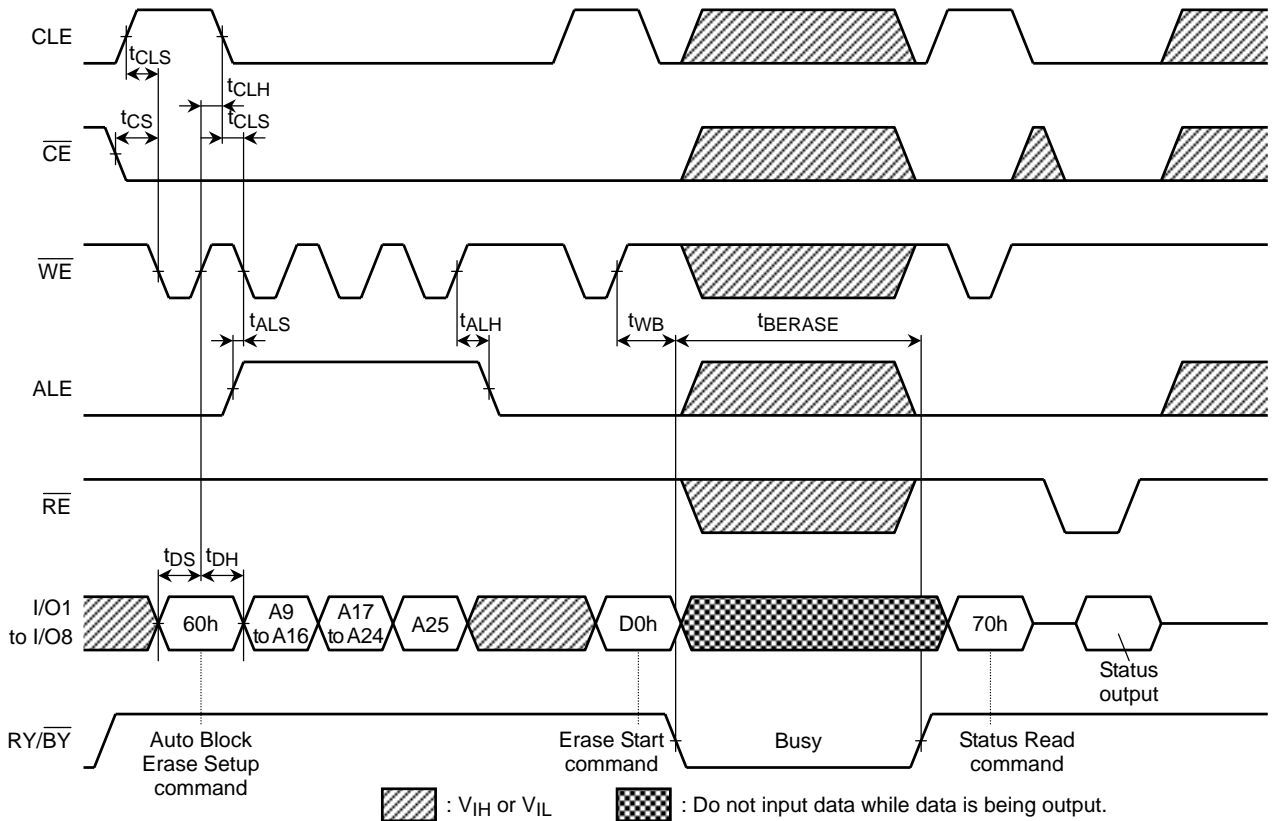 CLE
tCLS
tCLH
tCS
tCLS
CE
WE
tALS
tALH
tWB
tBERASE
ALE
RE
tDS
tDH
I/O1
to I/O8
60h
A9
to A16
A17
to A24
A25
D0h
70h
Status
output
RY/BY
Auto Block
Erase Setup
command
Erase Start
command
Busy
Status Read
command
: VIH or VIL
: Do not input data while data is being output.